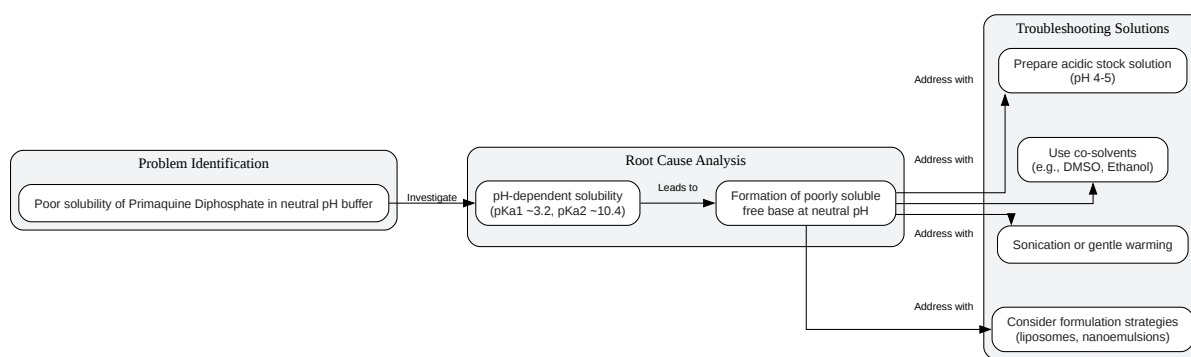 Troubleshooting Solutions
Address with
Prepare acidic stock solution
(pH 4-5)
Problem Identification
Root Cause Analysis
Address with
Use co-solvents
(e.g., DMSO, Ethanol)
Poor solubility of Primaquine Diphosphate in neutral pH buffer
Investigate
pH-dependent solubility
(pKa1 ~3.2, pKa2 ~10.4)
Leads to
Formation of poorly soluble
free base at neutral pH
Address with
Sonication or gentle warming
Address with
Consider formulation strategies
(liposomes, nanoemulsions)